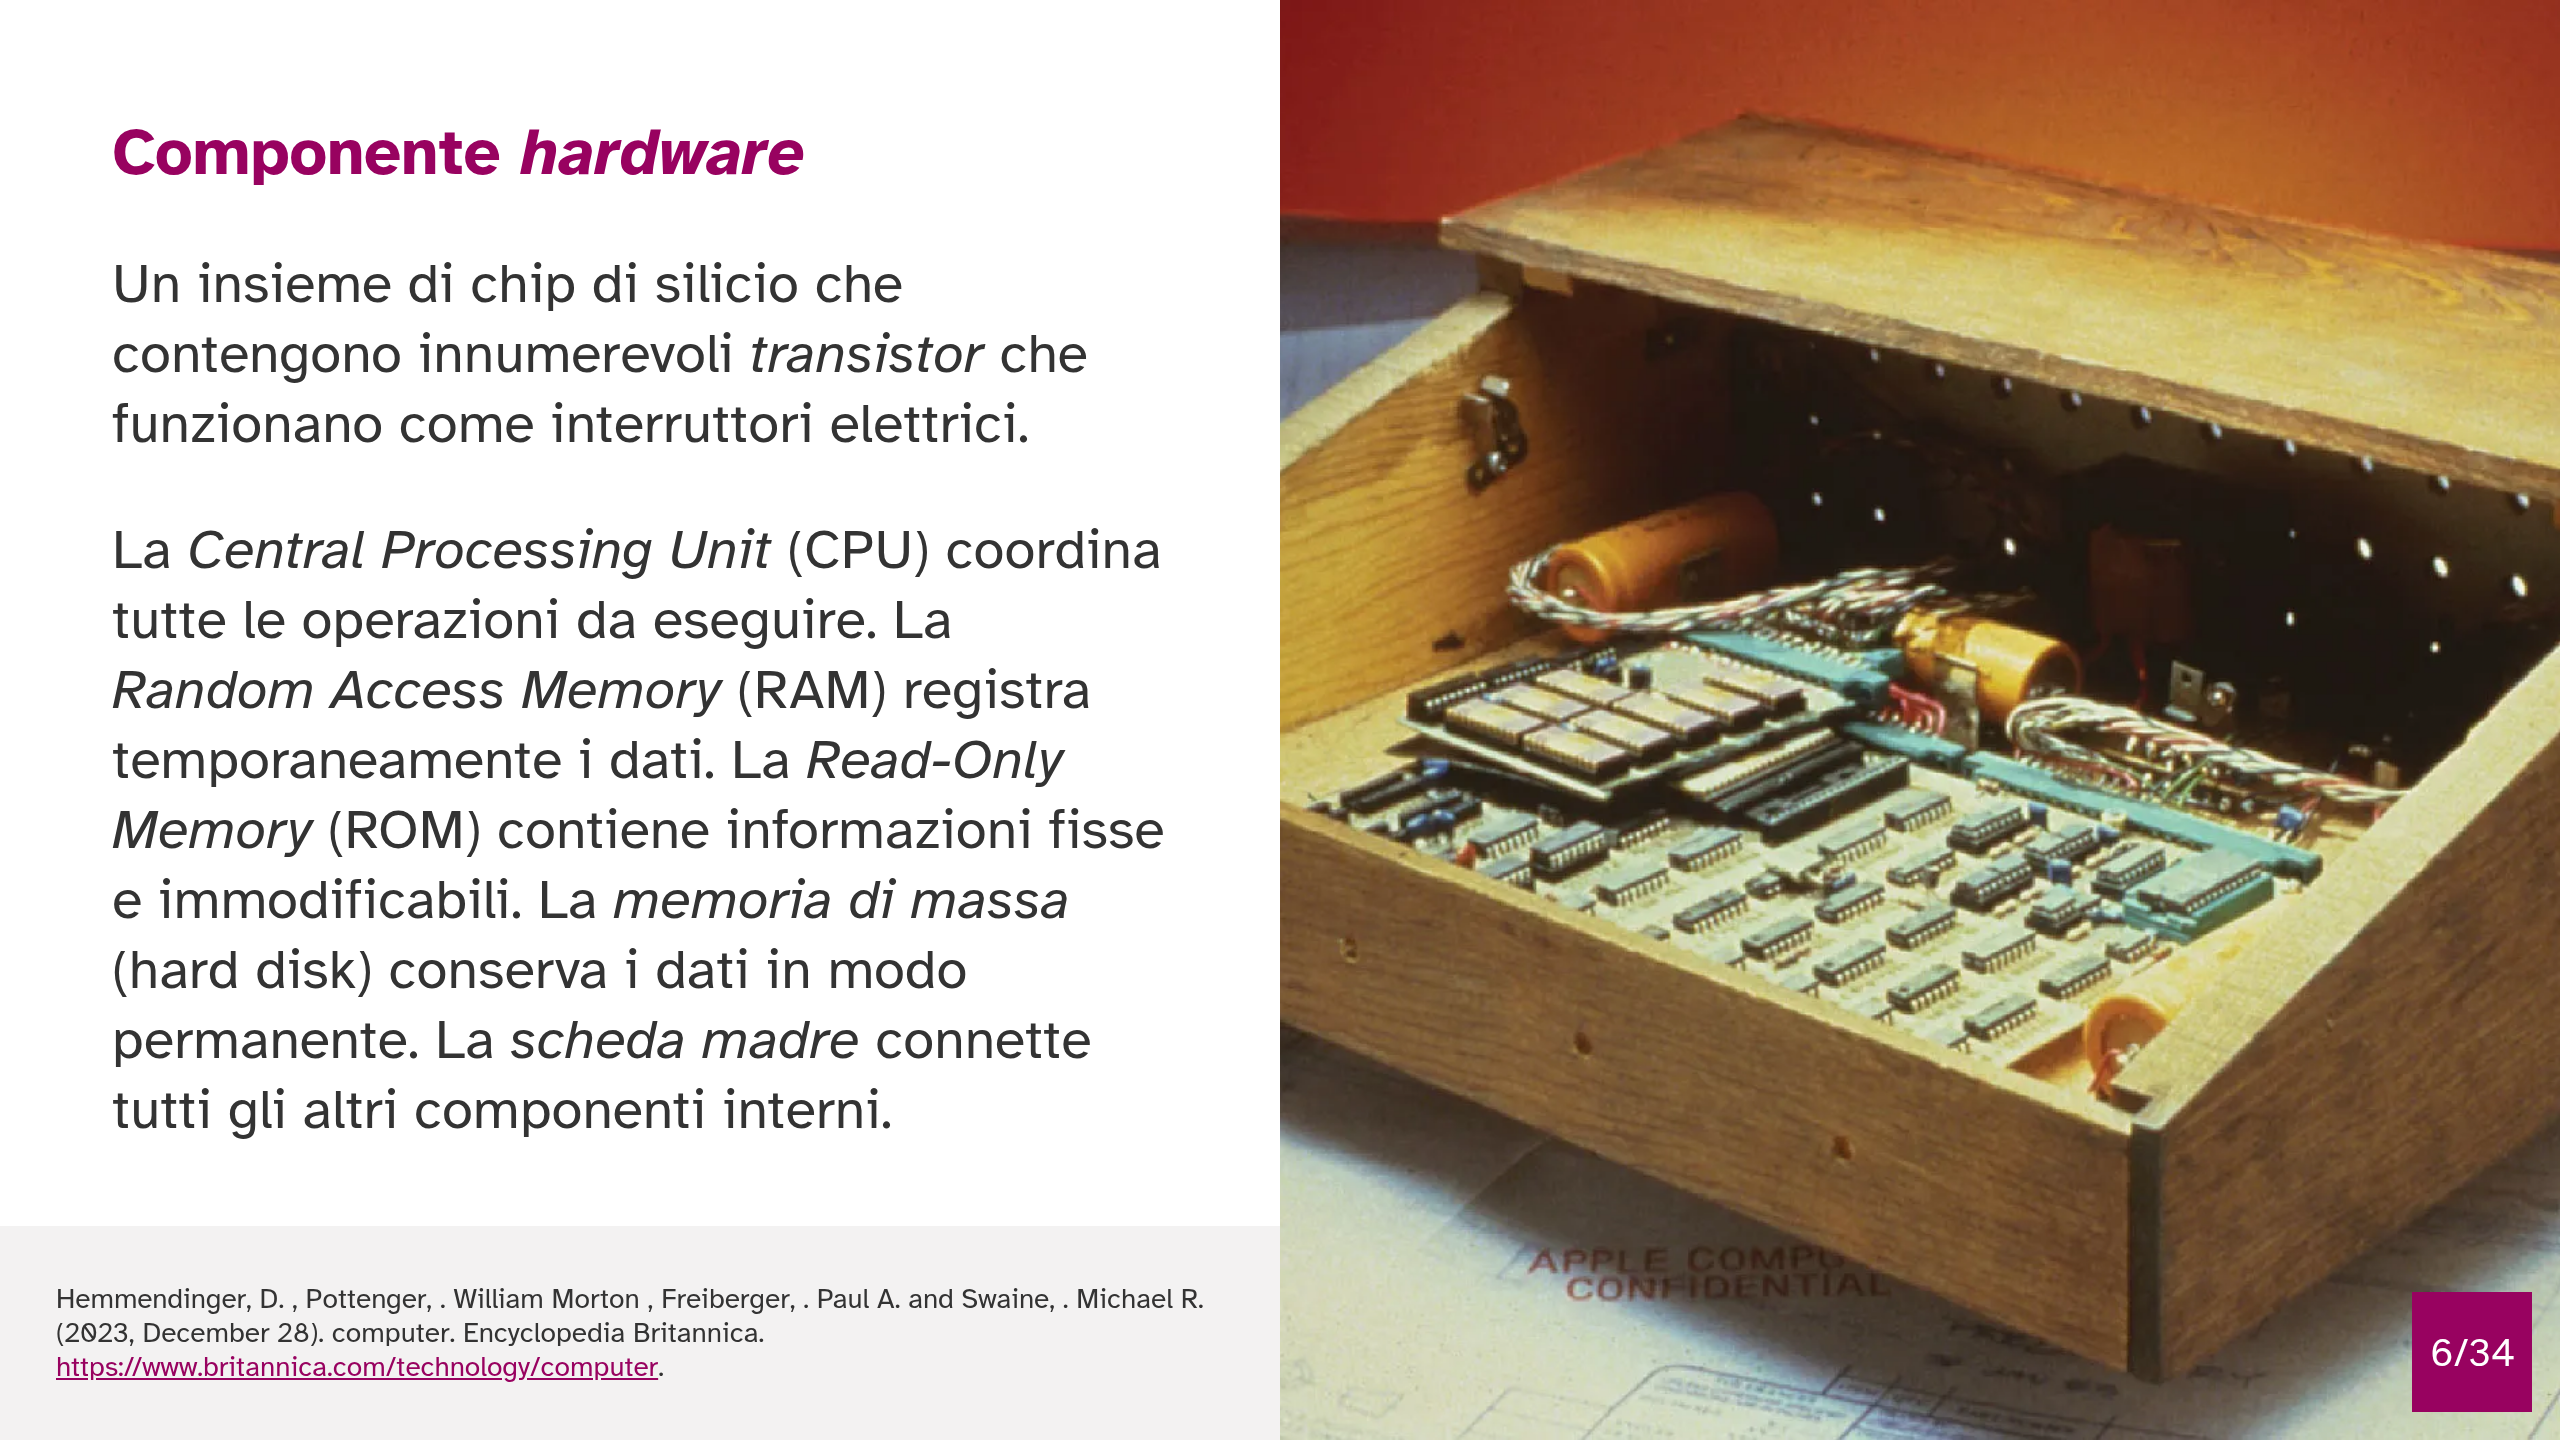 Componente hardware
Un insieme di chip di silicio che
contengono innumerevoli transistor che
funzionano come interruttori elettrici.
La Central Processing Unit (CPU) coordina
tutte le operazioni da eseguire. La
Random Access Memory (RAM) registra
temporaneamente i dati. La Read-Only
Memory (ROM) contiene informazioni fisse
e immodificabili. La memoria di massa
(hard disk) conserva i dati in modo
permanente. La scheda madre connette
tutti gli altri componenti interni.
Hemmendinger, D. , Pottenger, . William Morton , Freiberger, . Paul A. and Swaine, . Michael R.
(2023, December 28). computer. Encyclopedia Britannica.
https://www.britannica.com/technology/computer.
APPLE COMPU
CONFIDENTIAL
6/34